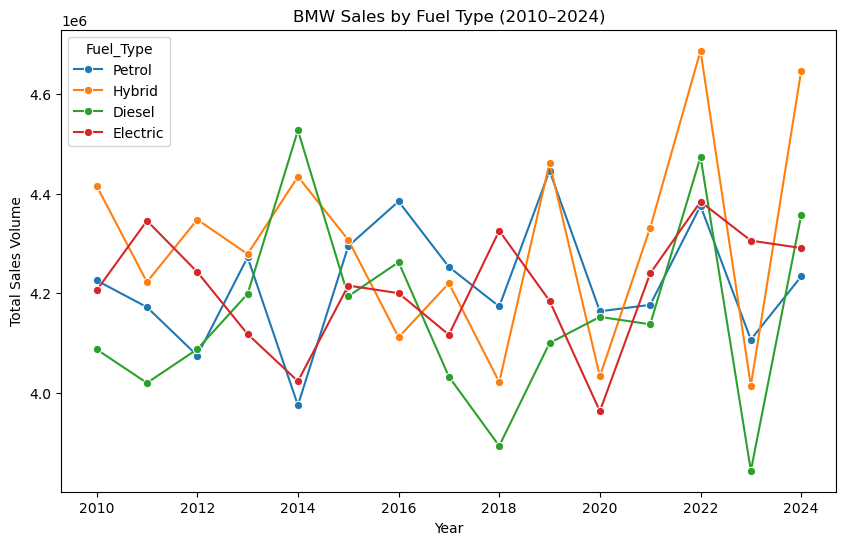 BMW Sales by Fuel Type (2010–2024)
1e6
Fuel_Type
Petrol
Hybrid
Diesel
Electric
4.6
4.4
4.2
4.0
Total Sales Volume
2010 2012 2014 2016 2018 2020 2022 2024
Year